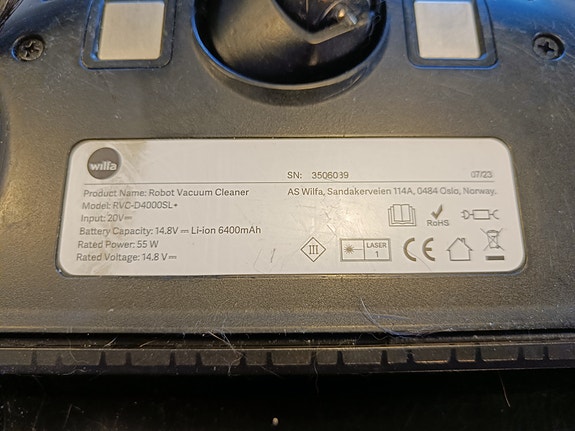 wilfa
SN: 3506039 07/23
Product Name: Robot Vacuum Cleaner
RVC-D4000SL+
Input: 20V⎓
Battery Capacity: 14.8V⎓ Li-ion 6400mAh
Rated Power: 55 W
Rated Voltage: 14.8 V⎓
AS Wilfa, Sandakerveien 114A, 0484 Oslo, Norway.
RoHS
III
LASER
1
CE